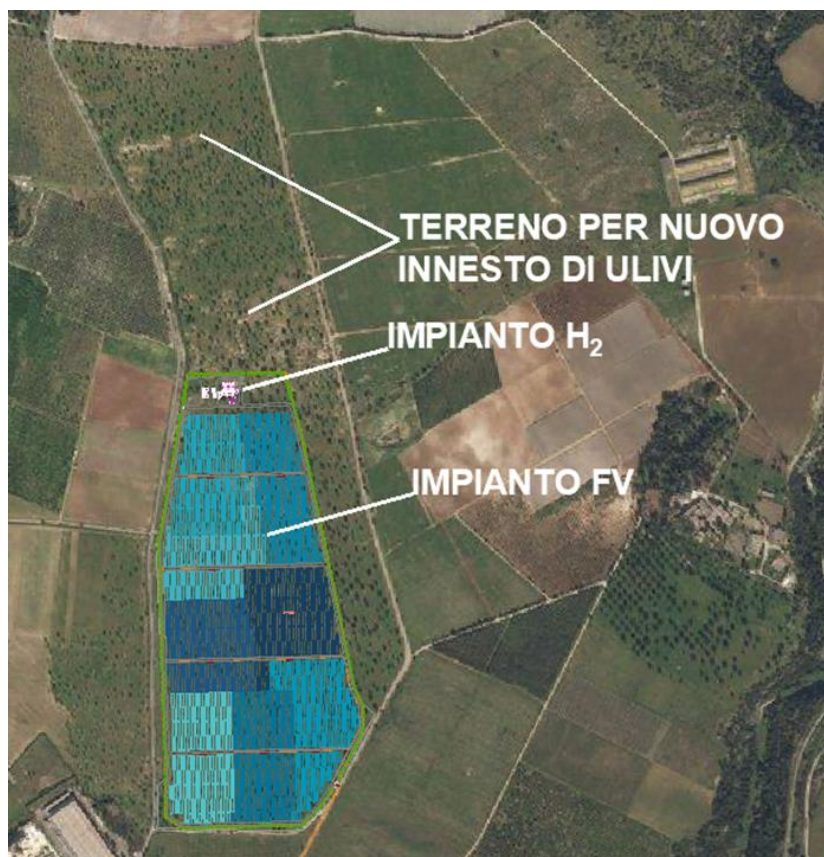 TERRENO PER NUOVO
INNESTO DI ULIVI
IMPIANTO H₂
IMPIANTO FV